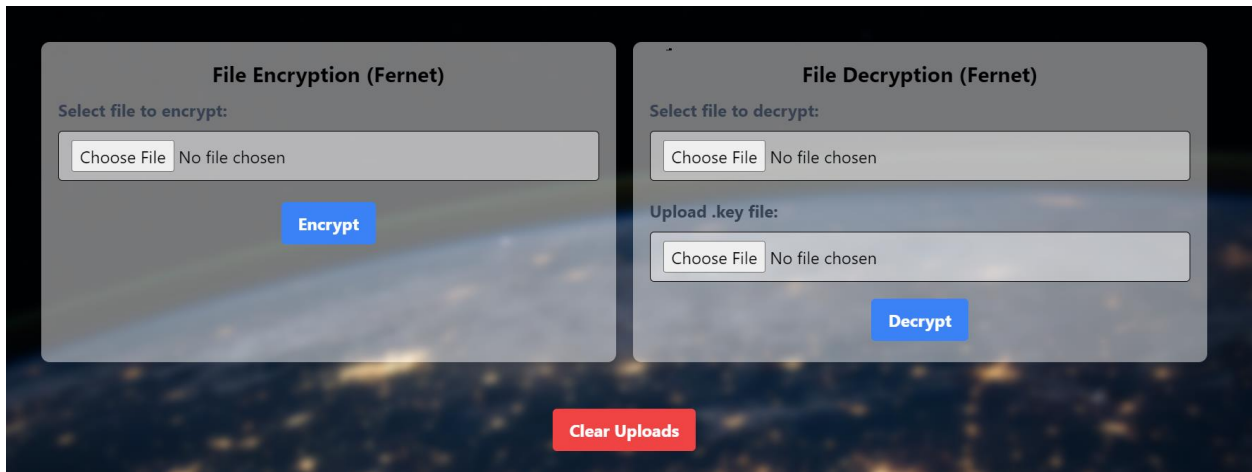 File Encryption (Fernet)
Select file to encrypt:
Choose File No file chosen
Encrypt
File Decryption (Fernet)
Select file to decrypt:
Choose File No file chosen
Upload .key file:
Choose File No file chosen
Decrypt
Clear Uploads